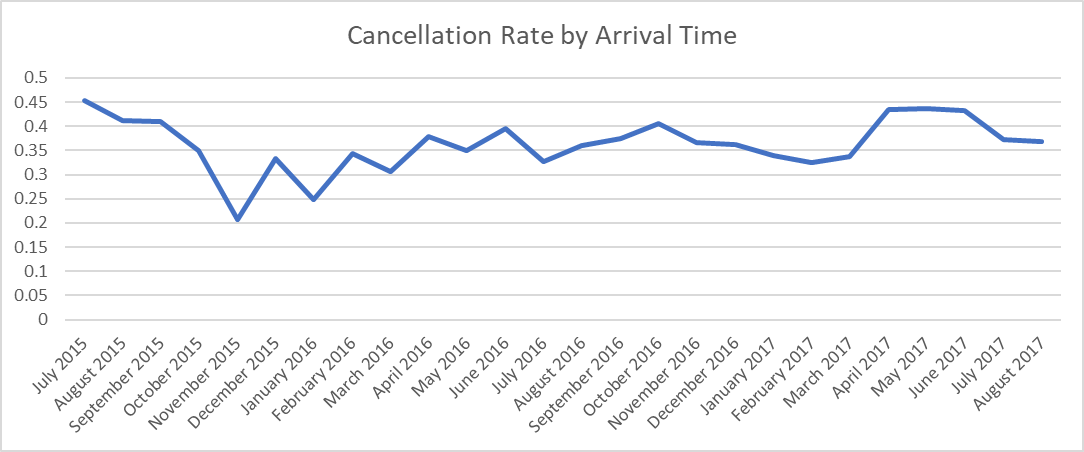 Cancellation Rate by Arrival Time
0.5
0.45
0.4
0.35
0.3
0.25
0.2
0.15
0.1
0.05
0
July 2015
August 2015
September 2015
October 2015
November 2015
December 2015
January 2016
February 2016
March 2016
April 2016
May 2016
June 2016
July 2016
August 2016
September 2016
October 2016
November 2016
December 2016
January 2017
February 2017
March 2017
April 2017
May 2017
June 2017
July 2017
August 2017